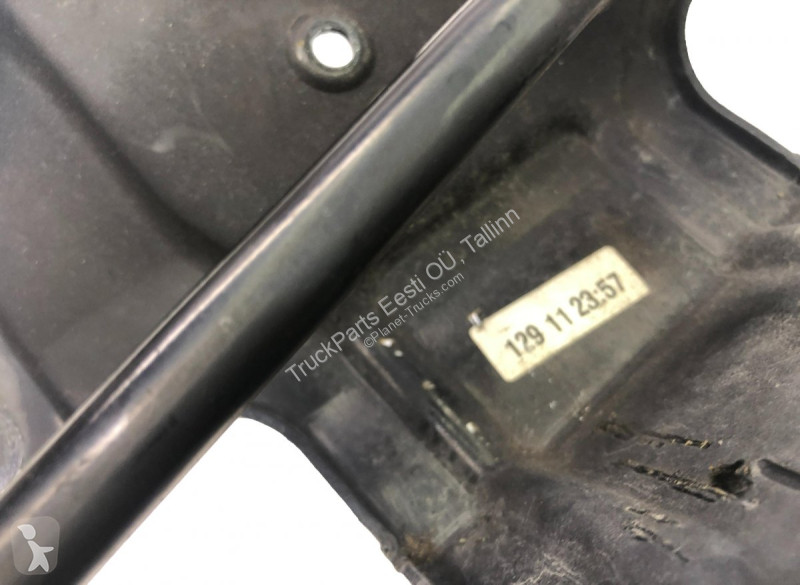 TruckParts Eesti OÜ, Tallinn
©Planet-Trucks.com
129 11 23:57